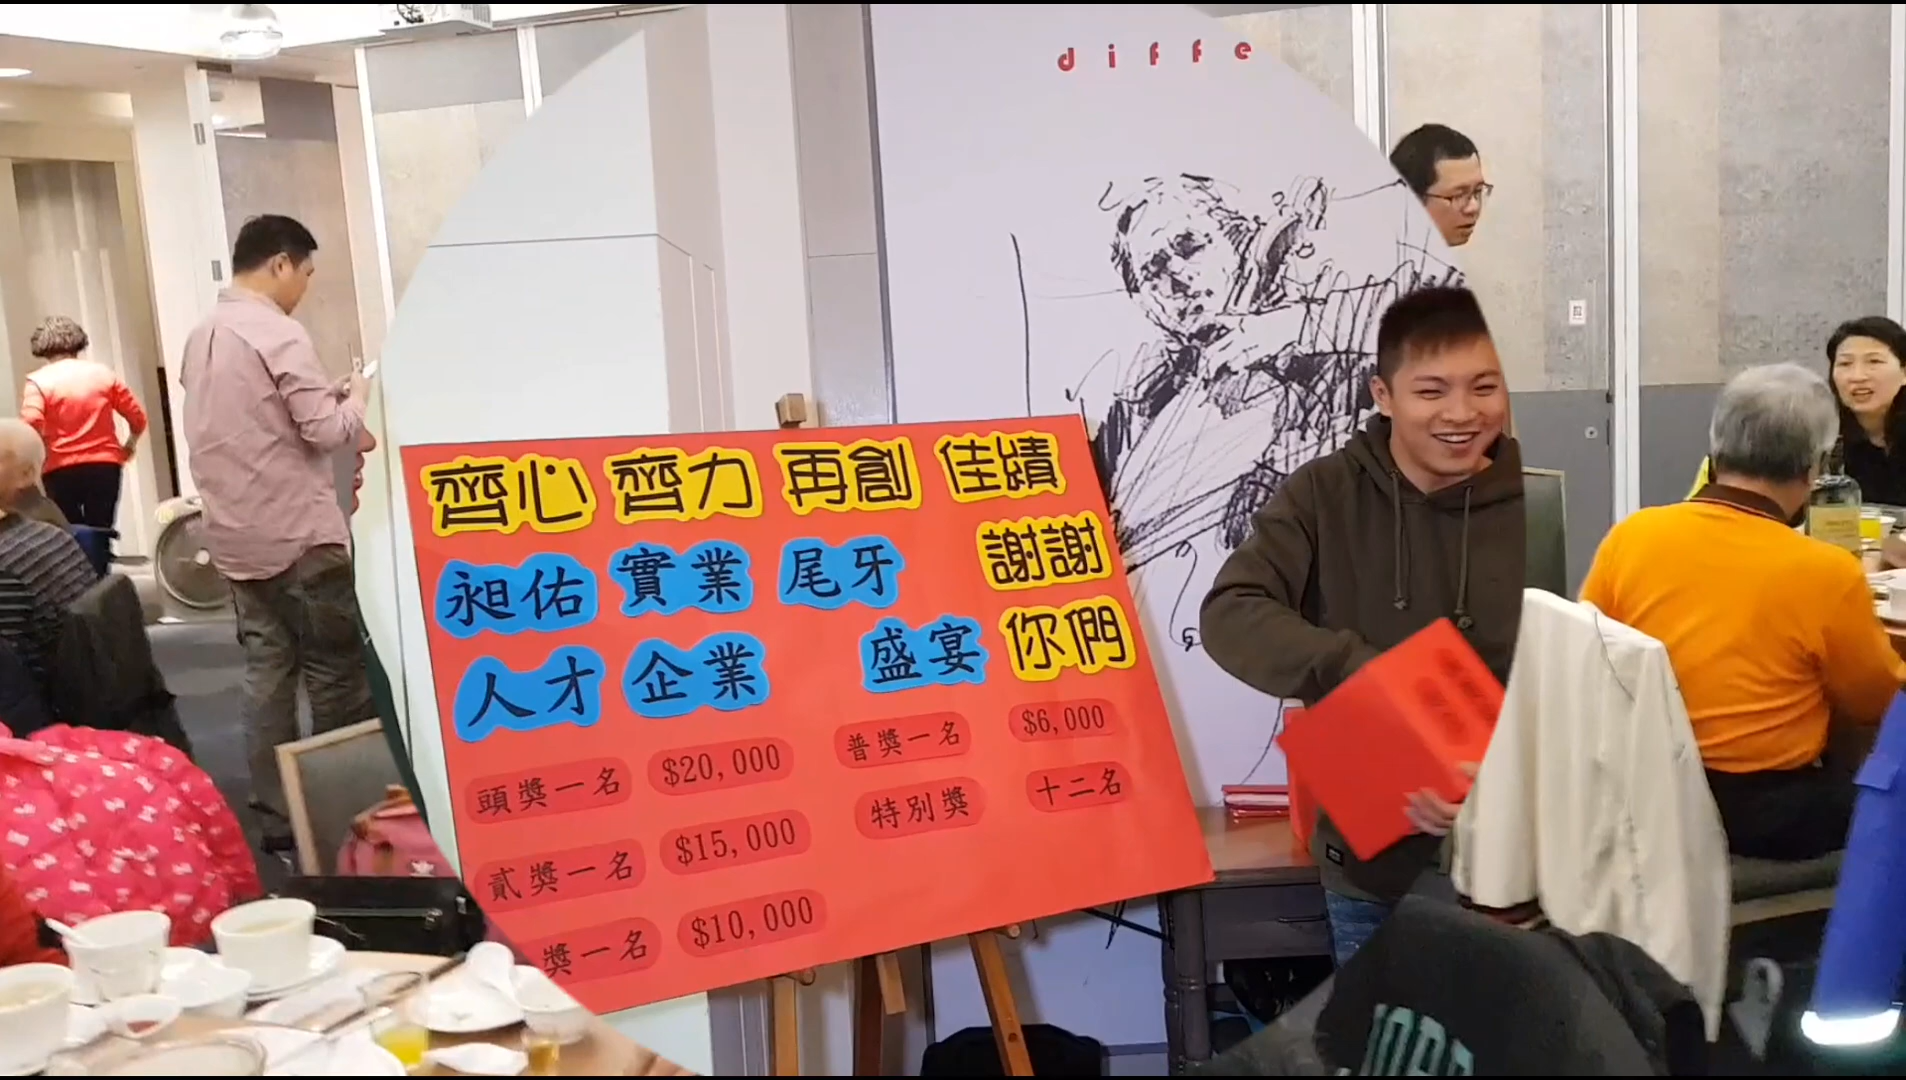 diffe
齊心 齊力 再創 佳績
昶佑 實業 尾牙 謝謝
人才 企業 盛宴 你們
頭獎一名 $20,000 普獎一名 $6,000
貳獎一名 $15,000 特別獎 十二名
獎一名 $10,000